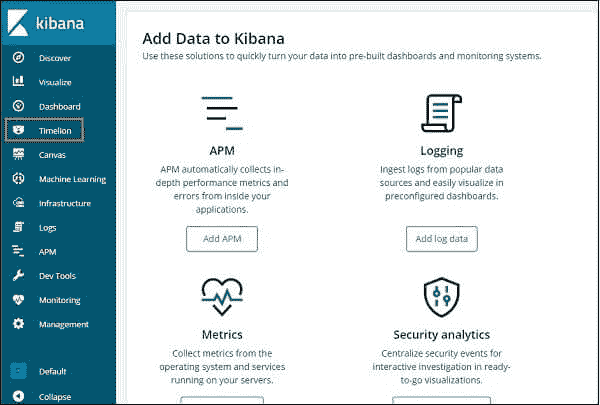 kibana
Discover
Visualize
Dashboard
Timelion
Canvas
Machine Learning
Infrastructure
Logs
APM
Dev Tools
Monitoring
Management
Default
Collapse
Add Data to Kibana
Use these solutions to quickly turn your data into pre-built dashboards and monitoring systems.
APM
APM automatically collects in-
depth performance metrics and
errors from inside your
applications.
Add APM
Logging
Ingest logs from popular data
sources and easily visualize in
preconfigured dashboards.
Add log data
Metrics
Collect metrics from the
operating system and services
running on your servers.
Security analytics
Centralize security events for
interactive investigation in ready-
to-go visualizations.